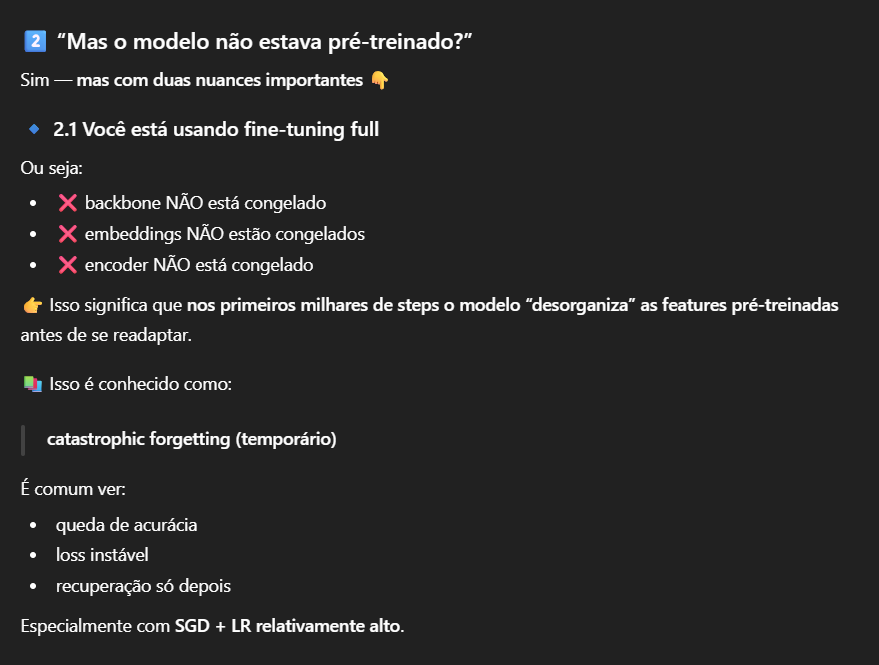 2️⃣ “Mas o modelo não estava pré-treinado?”
Sim — mas com duas nuances importantes 👇
🔹 2.1 Você está usando fine-tuning full
Ou seja:
• ❌ backbone NÃO está congelado
• ❌ embeddings NÃO estão congelados
• ❌ encoder NÃO está congelado
👉 Isso significa que nos primeiros milhares de steps o modelo “desorganiza” as features pré-treinadas
antes de se readaptar.
📚 Isso é conhecido como:
catastrophic forgetting (temporário)
É comum ver:
• queda de acurácia
• loss instável
• recuperação só depois
Especialmente com SGD + LR relativamente alto.